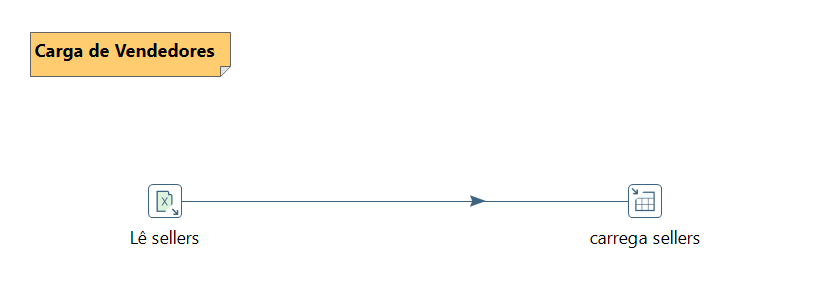 Carga de Vendedores
X
Lê sellers
carrega sellers